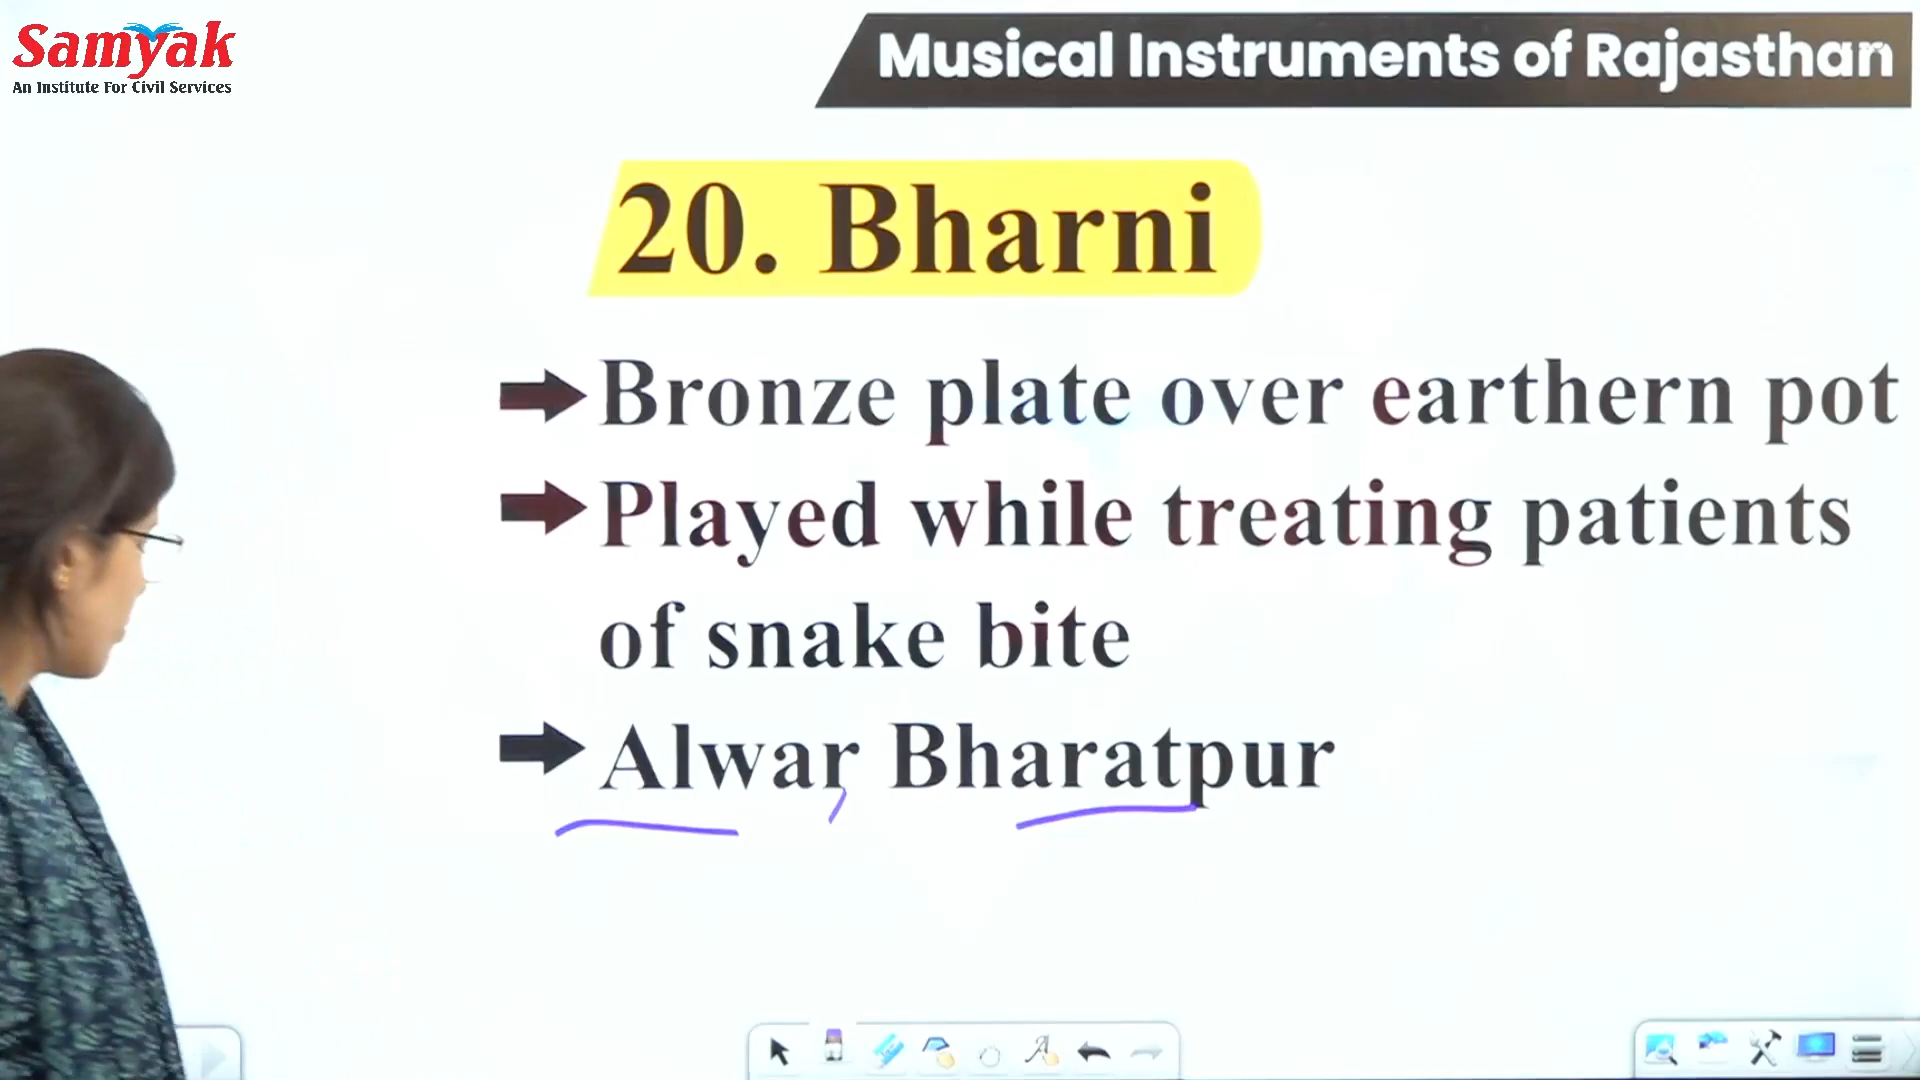 Samyak
An Institute For Civil Services
Musical Instruments of Rajasthan
20. Bharni
Bronze plate over earthern pot
Played while treating patients
of snake bite
Alwar, Bharatpur